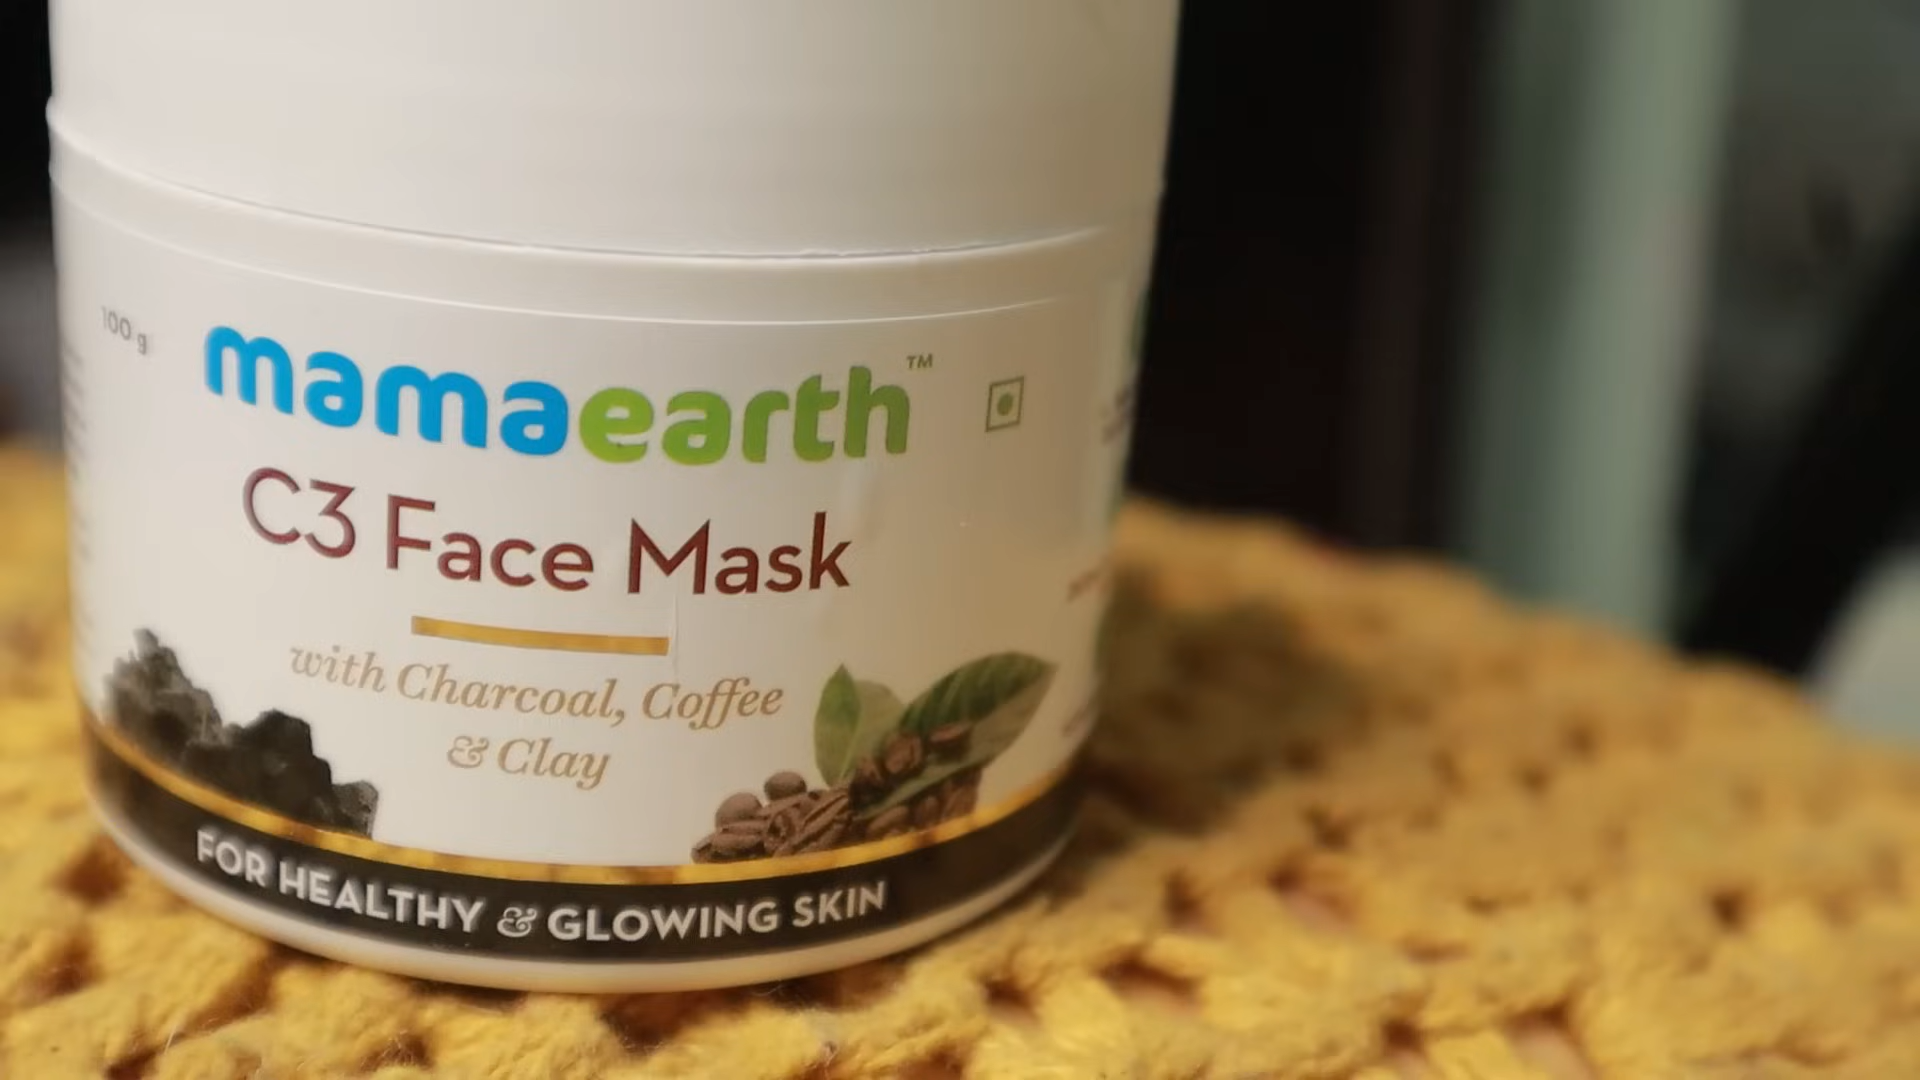 100 g
mamaearth™
C3 Face Mask
with Charcoal, Coffee
& Clay
FOR HEALTHY & GLOWING SKIN